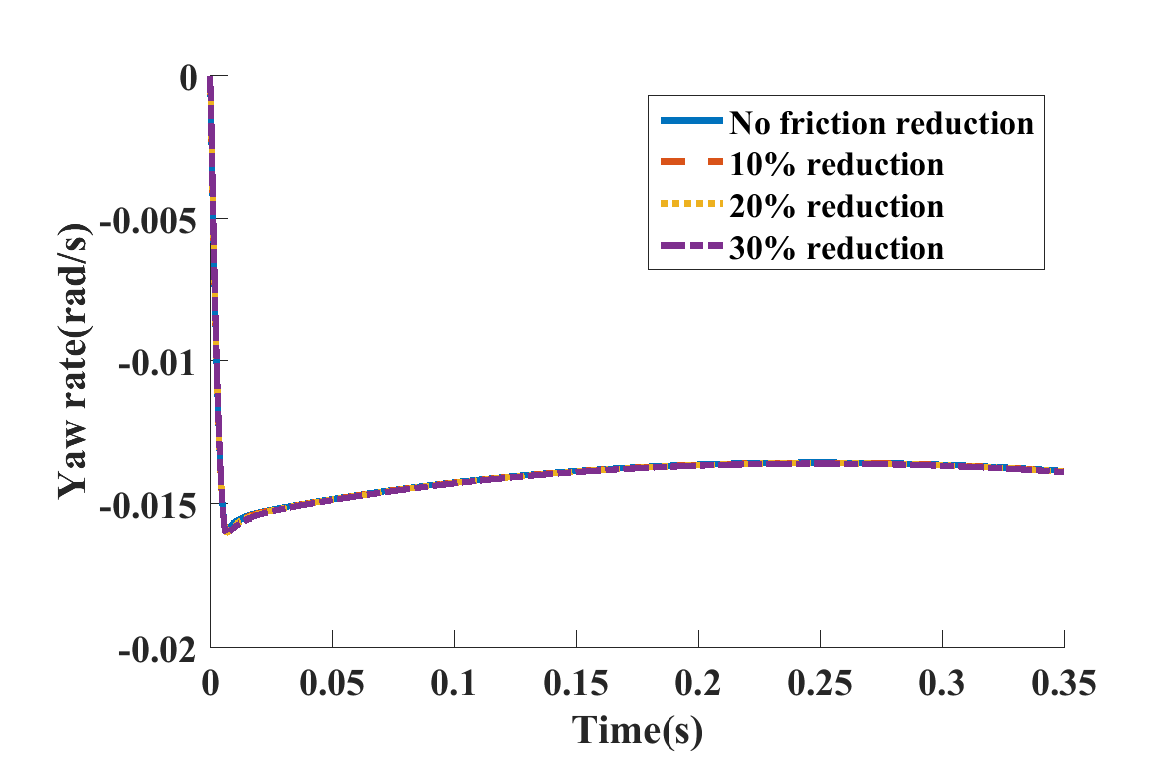 0
-0.005
-0.01
-0.015
-0.02
Yaw rate(rad/s)
No friction reduction
10% reduction
20% reduction
30% reduction
0 0.05 0.1 0.15 0.2 0.25 0.3 0.35
Time(s)